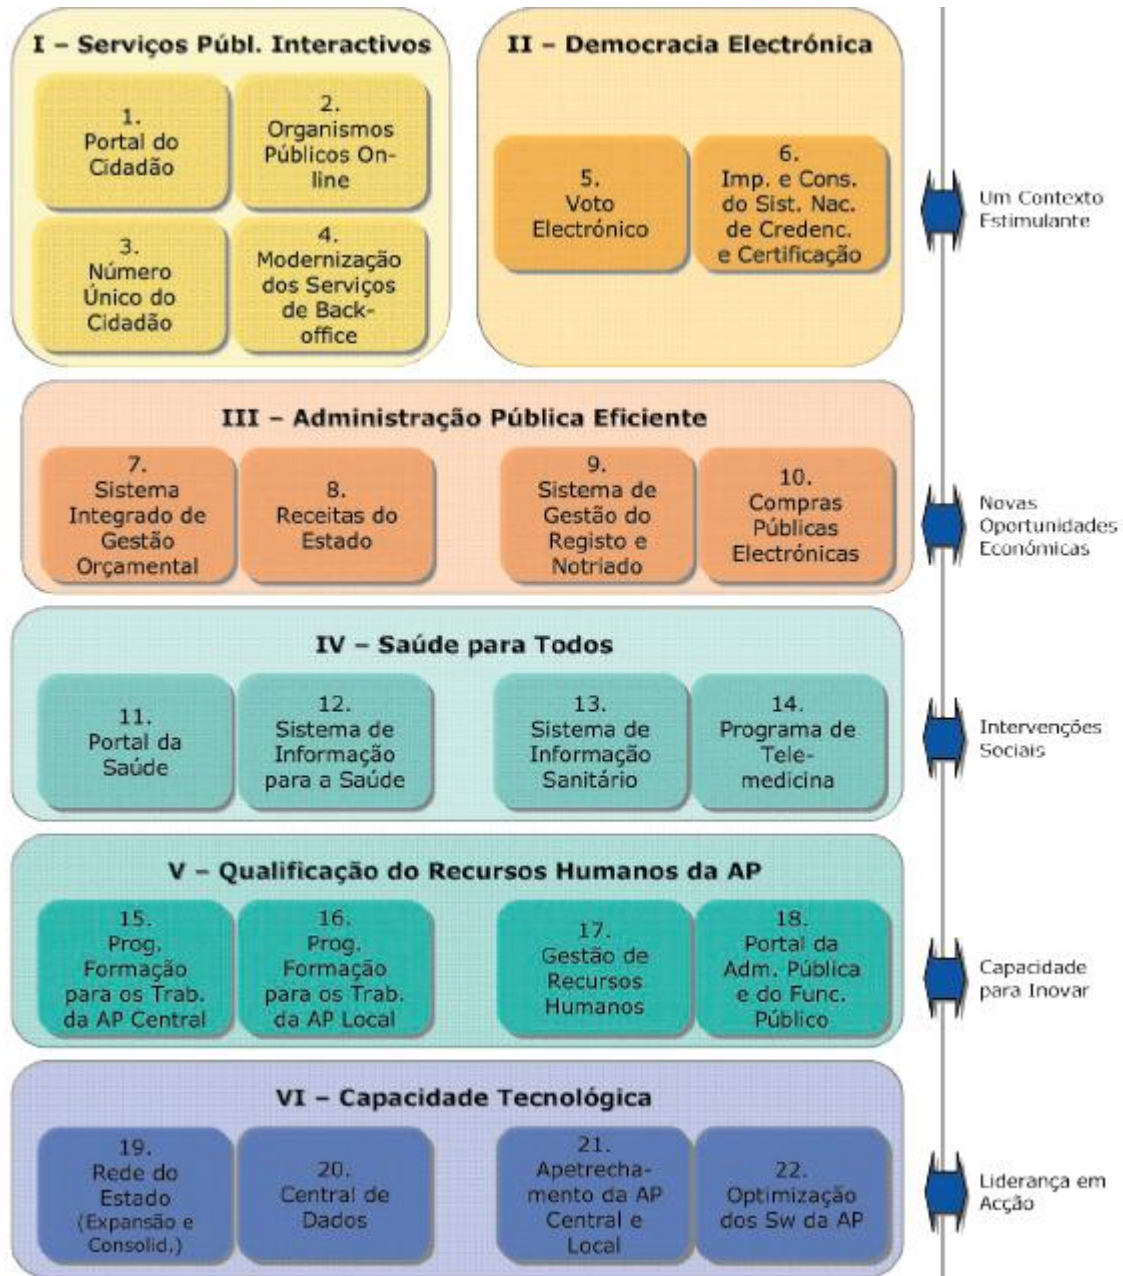 I – Serviços Públ. Interactivos
1.
Portal do
Cidadão
2.
Organismos
Públicos On-
line
3.
Número
Único do
Cidadão
4.
Modernização
dos Serviços
de Back-
office
II – Democracia Electrónica
5.
Voto
Electrónico
6.
Imp. e Cons.
do Sist. Nac.
de Credenc.
e Certificação
Um Contexto
Estimulante
III – Administração Pública Eficiente
7.
Sistema
Integrado de
Gestão
Orçamental
8.
Receitas do
Estado
9.
Sistema de
Gestão do
Registo e
Notriado
10.
Compras
Públicas
Electrónicas
Novas
Oportunidades
Económicas
IV – Saúde para Todos
11.
Portal da
Saúde
12.
Sistema de
Informação
para a Saúde
13.
Sistema de
Informação
Sanitário
14.
Programa de
Tele-
medicina
Intervenções
Sociais
V – Qualificação do Recursos Humanos da AP
15.
Prog.
Formação
para os Trab.
da AP Central
16.
Prog.
Formação
para os Trab.
da AP Local
17.
Gestão de
Recursos
Humanos
18.
Portal da
Adm. Pública
e do Func.
Público
Capacidade
para Inovar
VI – Capacidade Tecnológica
19.
Rede do
Estado
(Expansão e
Consolid.)
20.
Central de
Dados
21.
Apetrecha-
mento da AP
Central e
Local
22.
Optimização
dos Sw da AP
Liderança em
Acção